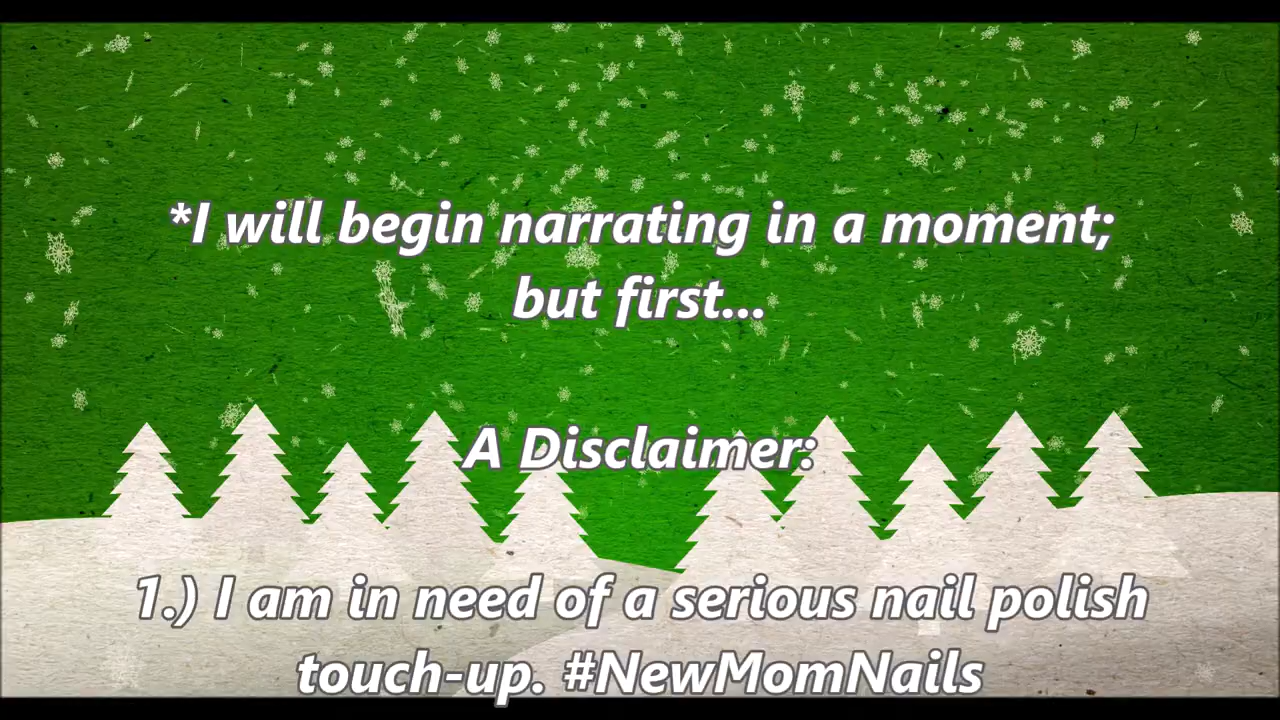 *I will begin narrating in a moment;
but first...
A Disclaimer:
1.) I am in need of a serious nail polish
touch-up. #NewMomNails